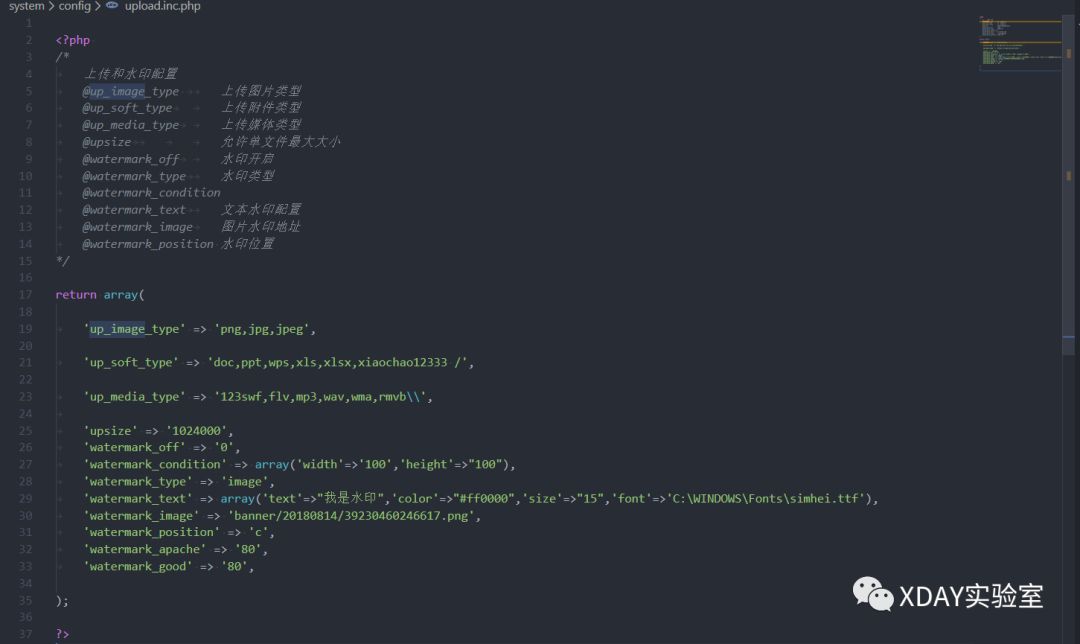 system > config > upload.inc.php
1
2 <?php
3 /*
4 上传和水印配置
5 @up_image_type 上传图片类型
6 @up_soft_type 上传附件类型
7 @up_media_type 上传媒体类型
8 @upsize 允许单文件最大大小
9 @watermark_off 水印开启
10 @watermark_type 水印类型
11 @watermark_condition
12 @watermark_text 文本水印配置
13 @watermark_image 图片水印地址
14 @watermark_position 水印位置
15 */
16
17 return array(
18
19 'up_image_type' => 'png,jpg,jpeg',
20
21 'up_soft_type' => 'doc,ppt,wps,xls,xlsx,xiaochao12333 /',
22
23 'up_media_type' => '123swf,flv,mp3,wav,wma,rmvb\\',
24
25 'upsize' => '1024000',
26 'watermark_off' => '0',
27 'watermark_condition' => array('width'=>'100','height'=>"100"),
28 'watermark_type' => 'image',
29 'watermark_text' => array('text'=>"我是水印",'color'=>"#ff0000",'size'=>"15",'font'=>'C:\WINDOWS\Fonts\simhei.ttf'),
30 'watermark_image' => 'banner/20180814/39230460246617.png',
31 'watermark_position' => 'c',
32 'watermark_apache' => '80',
33 'watermark_good' => '80',
34
35 );
36
37 ?>
XDAY实验室